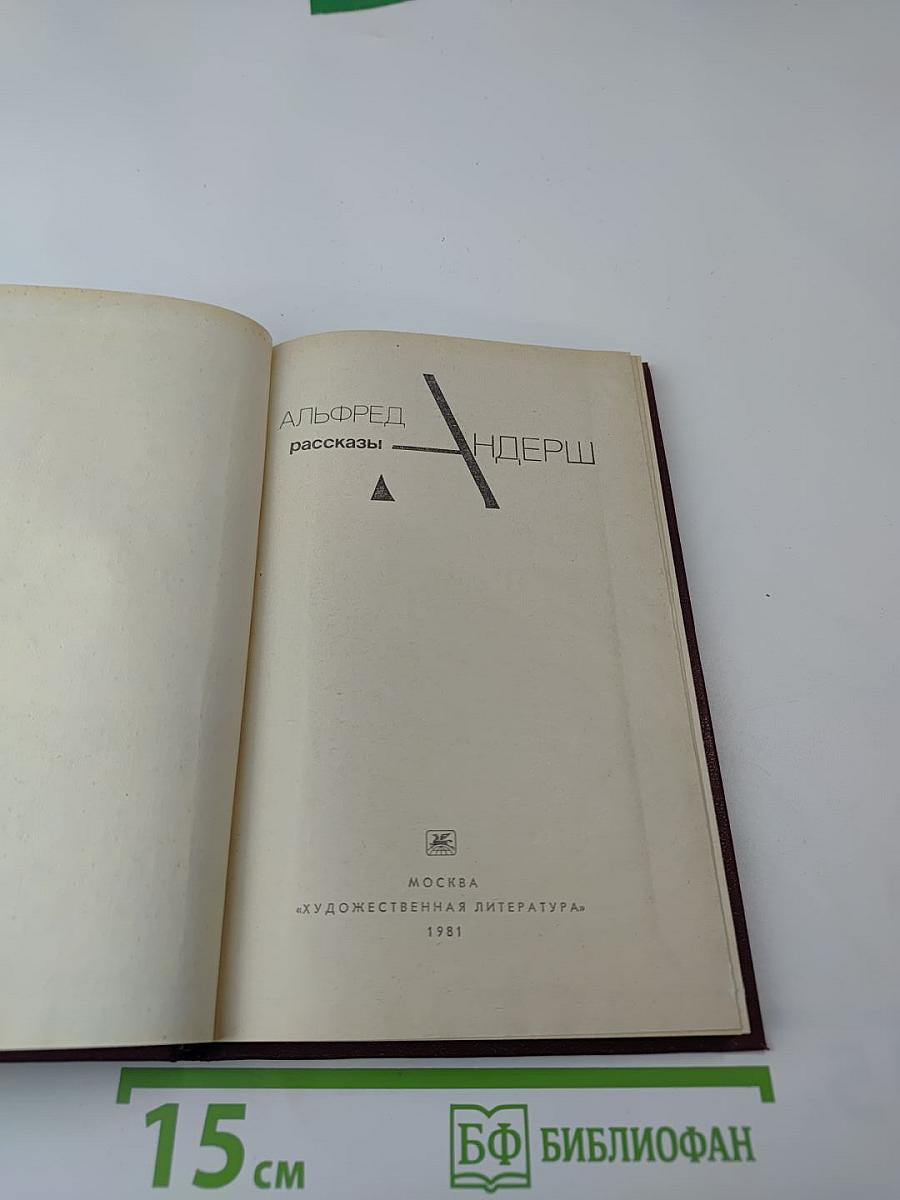 АЛЬФРЕД
АНДЕРШ
рассказы
МОСКВА
«ХУДОЖЕСТВЕННАЯ ЛИТЕРАТУРА»
1981
15 см
БФ БИБЛИОФАН